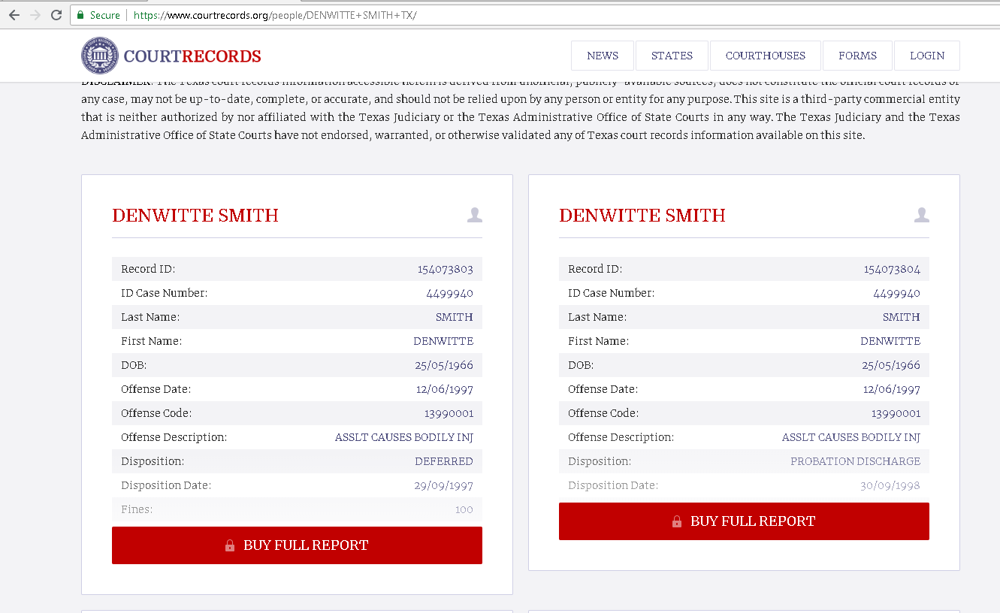 Secure https://www.courtrecords.org/people/DENWITTE+SMITH+TX/
COURTRECORDS
NEWS
STATES
COURTHOUSES
FORMS
LOGIN
DISCLAIMER: The Texas court records information accessible herein is derived from unofficial, publicly-available sources, does not constitute the official court records of
any case, may not be up-to-date, complete, or accurate, and should not be relied upon by any person or entity for any purpose. This site is a third-party commercial entity
that is neither authorized by nor affiliated with the Texas Judiciary or the Texas Administrative Office of State Courts in any way. The Texas Judiciary and the Texas
Administrative Office of State Courts have not endorsed, warranted, or otherwise validated any of Texas court records information available on this site.
DENWITTE SMITH
Record ID: 154073803
ID Case Number: 4499940
Last Name: SMITH
First Name: DENWITTE
DOB: 25/05/1966
Offense Date: 12/06/1997
Offense Code: 13990001
Offense Description: ASSLT CAUSES BODILY INJ
Disposition: DEFERRED
Disposition Date: 29/09/1997
Fines: 100
BUY FULL REPORT
DENWITTE SMITH
Record ID: 154073804
ID Case Number: 4499940
Last Name: SMITH
First Name: DENWITTE
DOB: 25/05/1966
Offense Date: 12/06/1997
Offense Code: 13990001
Offense Description: ASSLT CAUSES BODILY INJ
Disposition: PROBATION DISCHARGE
Disposition Date: 30/09/1998
BUY FULL REPORT